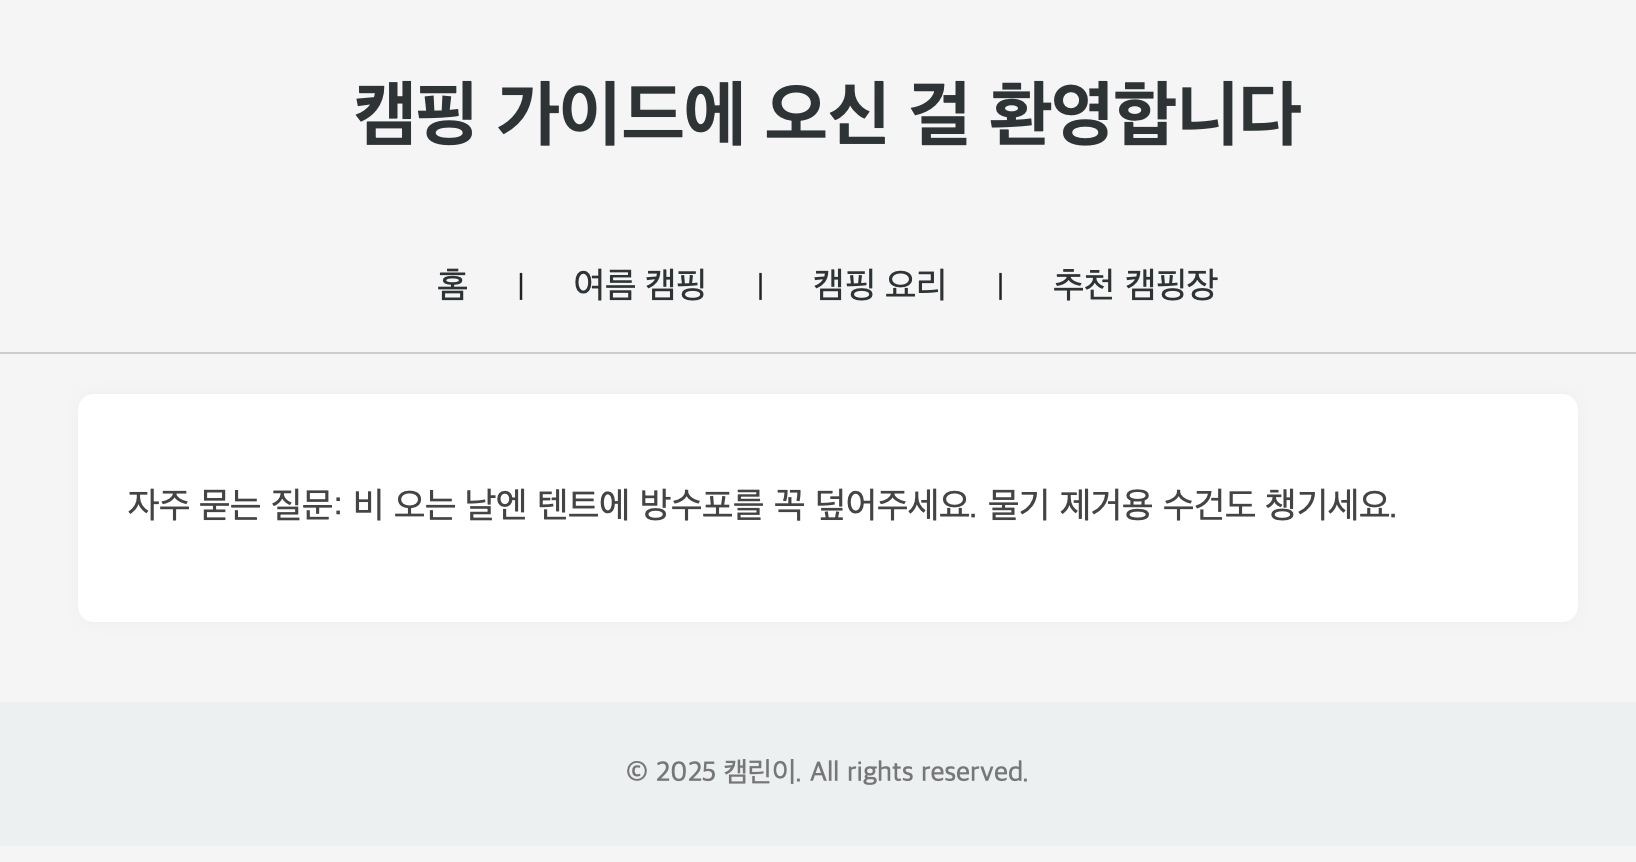 캠핑 가이드에 오신 걸 환영합니다
홈 | 여름 캠핑 | 캠핑 요리 | 추천 캠핑장
자주 묻는 질문: 비 오는 날엔 텐트에 방수포를 꼭 덮어주세요. 물기 제거용 수건도 챙기세요.
© 2025 캠린이. All rights reserved.